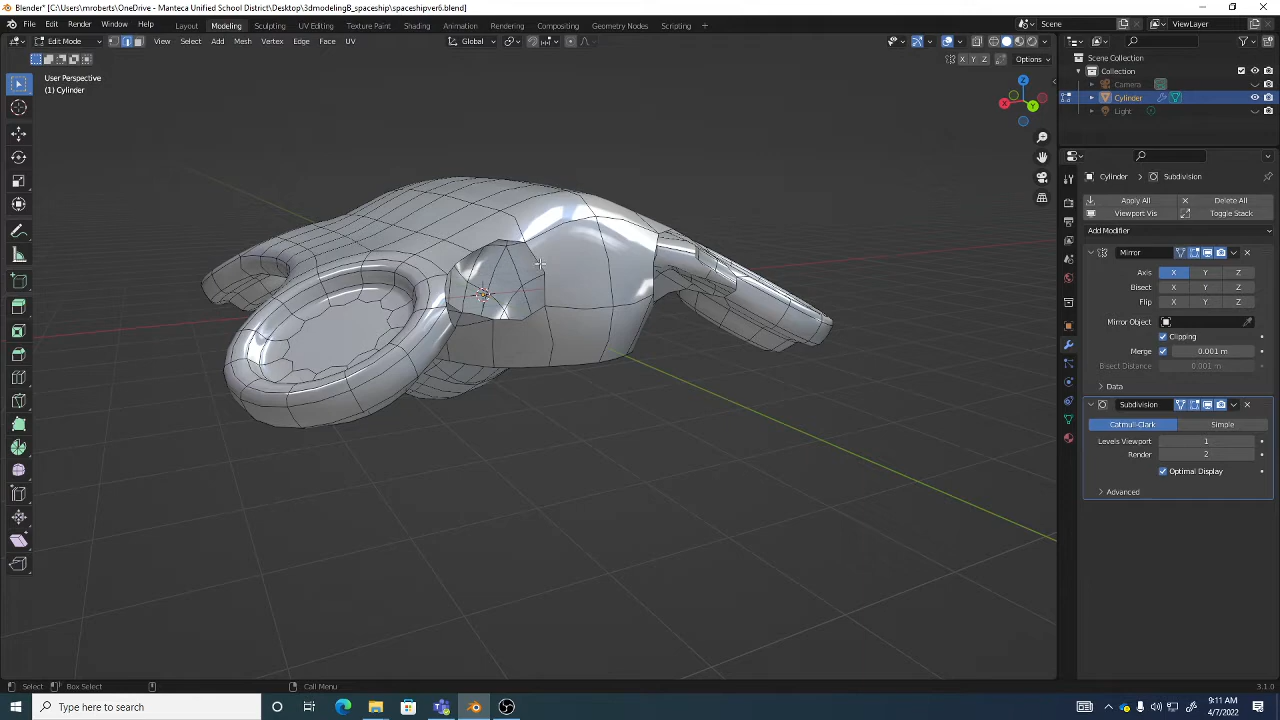 Blender* [C:\Users\mroberts\OneDrive - Manteca Unified School District\Desktop\3dmodelingB_spaceship\spaceshipver6.blend]
File Edit Render Window Help Layout Modeling Sculpting UV Editing Texture Paint Shading Animation Rendering Compositing Geometry Nodes Scripting + Scene ViewLayer
Edit Mode View Select Add Mesh Vertex Edge Face UV Global
X Y Z Options
User Perspective
(1) Cylinder
Z
X
Y
Scene Collection
Collection
Camera
Cylinder
Light
Cylinder > Subdivision
Apply All Delete All
Viewport Vis Toggle Stack
Add Modifier
Mirror
Axis X Y Z
Bisect X Y Z
Flip X Y Z
Mirror Object
Clipping
Merge 0.001 m
Bisect Distance 0.001 m
Data
Subdivision
Catmull-Clark Simple
Levels Viewport 1
Render 2
Optimal Display
Advanced
Select Box Select Call Menu 3.1.0
Type here to search
9:11 AM
4/7/2022